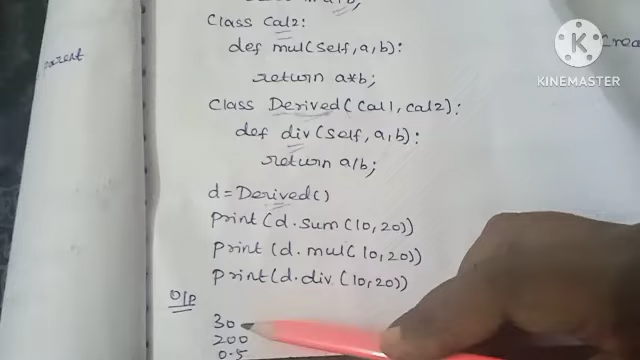 Class Cal2:
def mul(self,a,b):
return a*b;
Class Derived(Cal1,Cal2):
def div(self,a,b):
return a/b;
d=Derived()
print(d.sum(10,20))
print(d.mul(10,20))
print(d.div(10,20))
O/P
30
200
0.5
parent
Crea
K
KINEMASTER